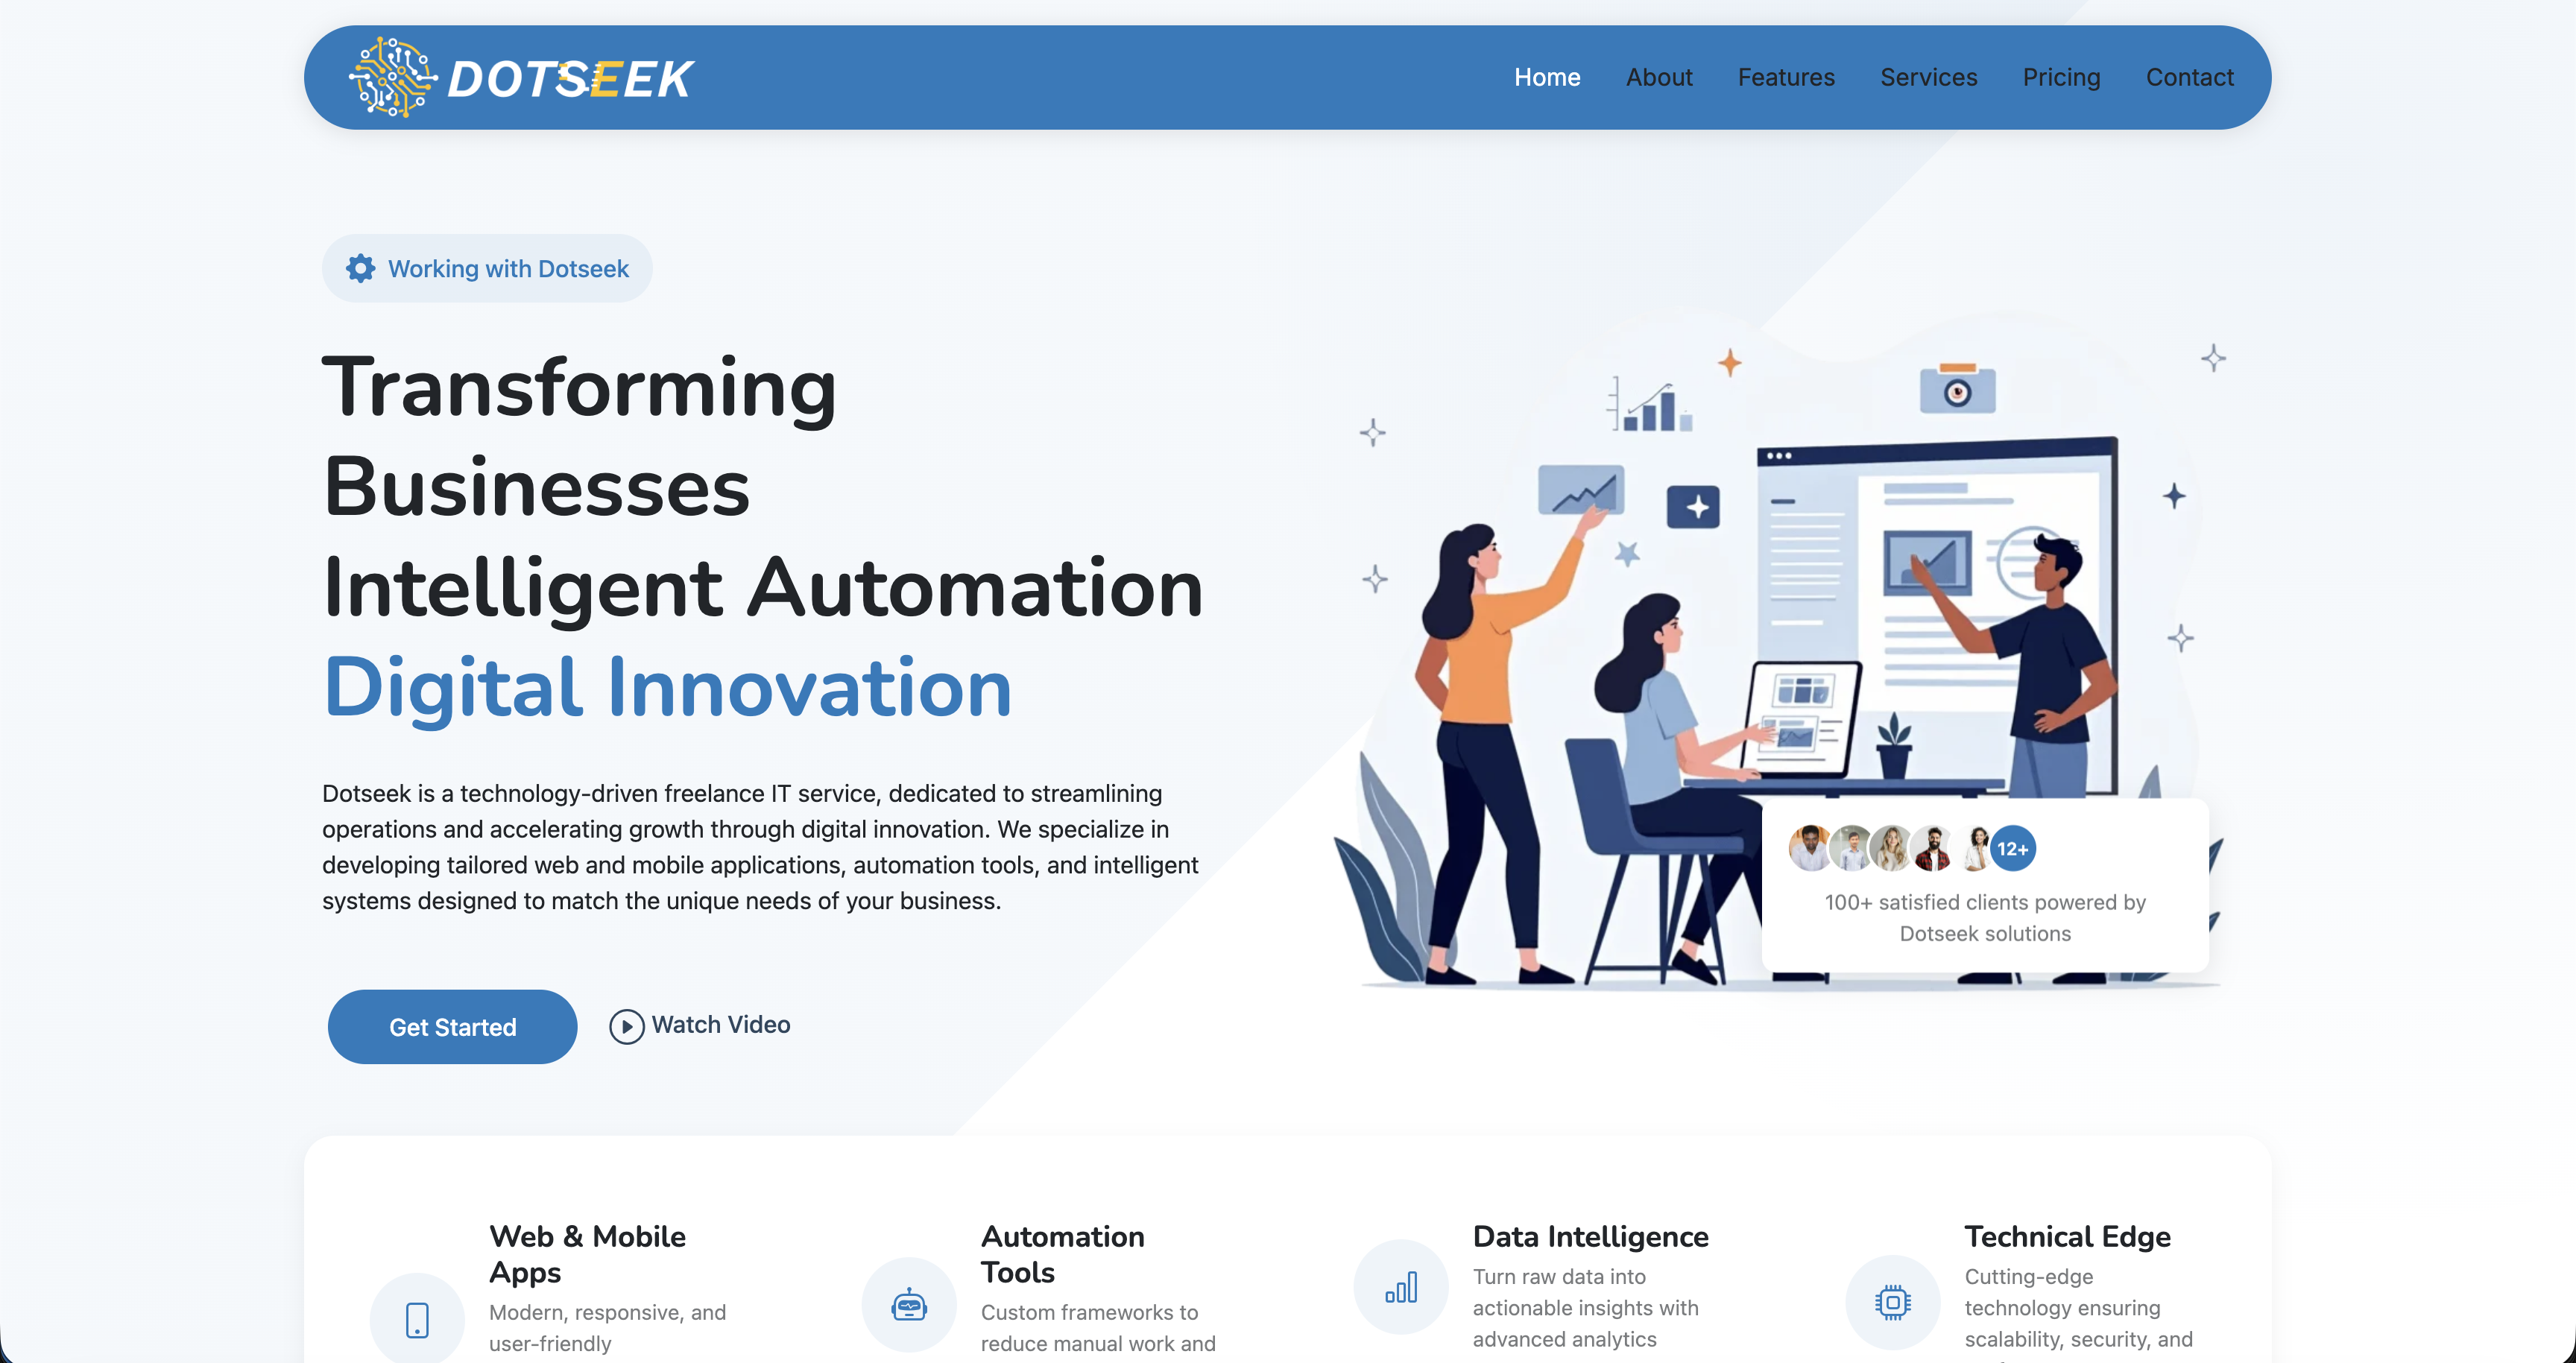 DOTSEEK
Home About Features Services Pricing Contact
Working with Dotseek
Transforming
Businesses
Intelligent Automation
Digital Innovation
Dotseek is a technology-driven freelance IT service, dedicated to streamlining
operations and accelerating growth through digital innovation. We specialize in
developing tailored web and mobile applications, automation tools, and intelligent
systems designed to match the unique needs of your business.
Get Started
Watch Video
12+
100+ satisfied clients powered by
Dotseek solutions
Web & Mobile
Apps
Modern, responsive, and
user-friendly
Automation
Tools
Custom frameworks to
reduce manual work and
Data Intelligence
Turn raw data into
actionable insights with
advanced analytics
Technical Edge
Cutting-edge
technology ensuring
scalability, security, and